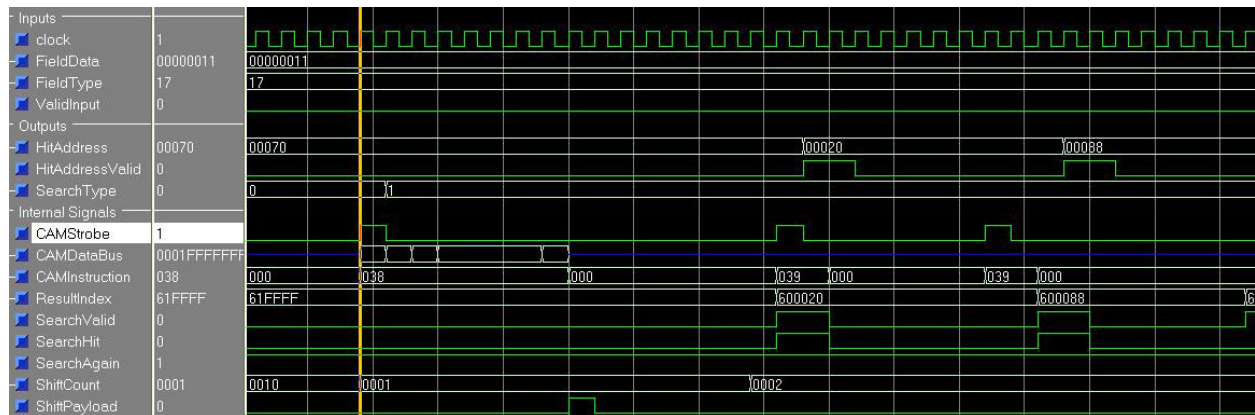 Inputs
clock 1
FieldData 00000011 00000011
FieldType 17 17
ValidInput 0
Outputs
HitAddress 00070 00070 00020 00088
HitAddressValid 0
SearchType 0 0 1
Internal Signals
CAMStrobe 1
CAMDataBus 0001FFFFFFF
CAMInstruction 038 000 038 000 039 000 039 000
ResultIndex 61FFFF 61FFFF 600020 600088 6
SearchValid 0
SearchHit 0
SearchAgain 1
ShiftCount 0001 0010 0001 0002
ShiftPayload 0